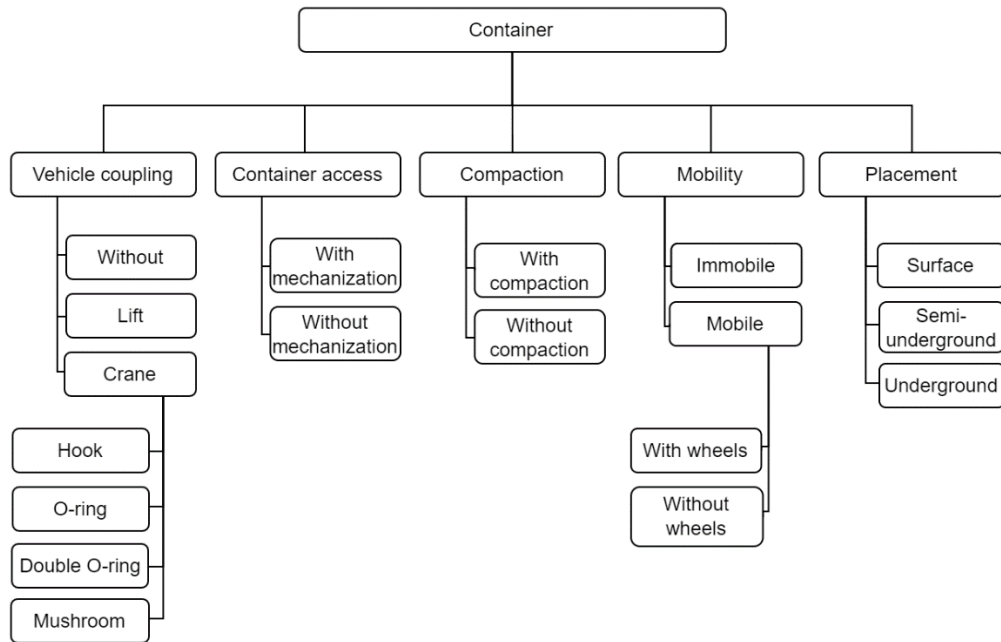 Container
Vehicle coupling
Container access
Compaction
Mobility
Placement
Without
Lift
Crane
Hook
O-ring
Double O-ring
Mushroom
With
mechanization
Without
mechanization
With
compaction
Without
compaction
Immobile
Mobile
With wheels
Without
wheels
Surface
Semi-
underground
Underground